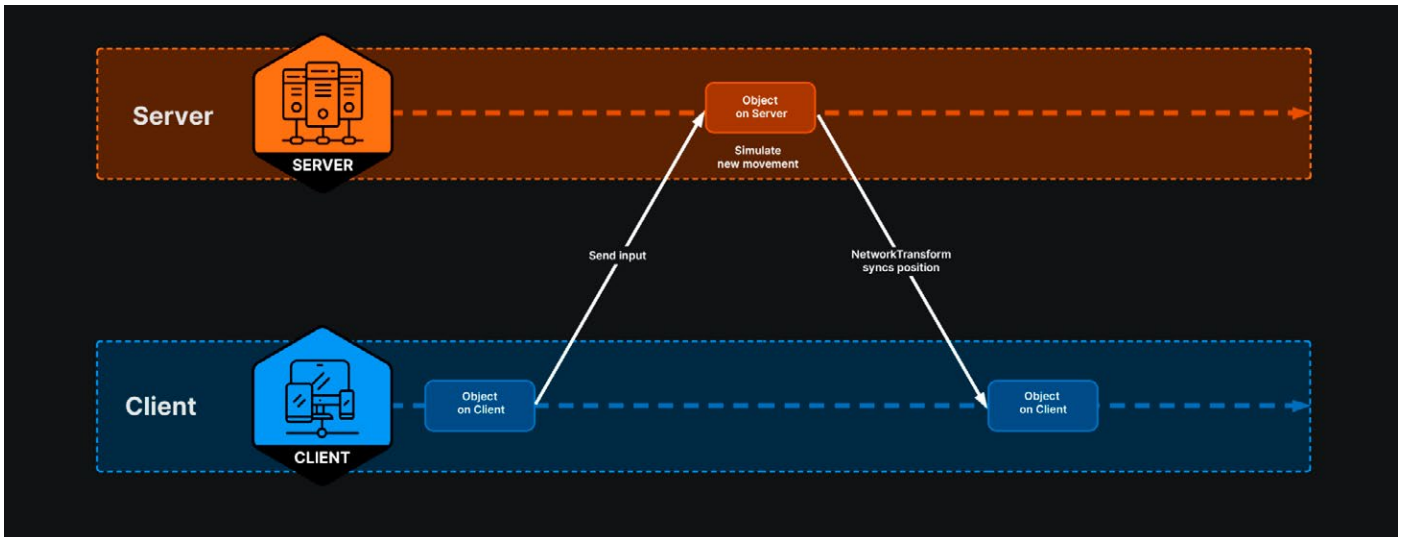 Server
SERVER
Object
on Server
Simulate
new movement
Send input
NetworkTransform
syncs position
Client
CLIENT
Object
on Client
Object
on Client